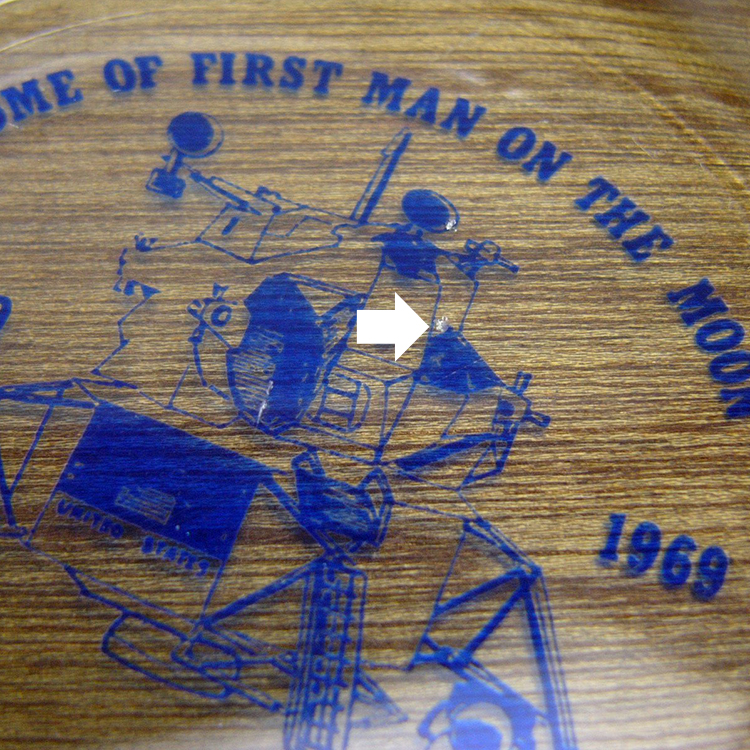 OME OF FIRST MAN ON THE MOON
UNITED STATES
1969